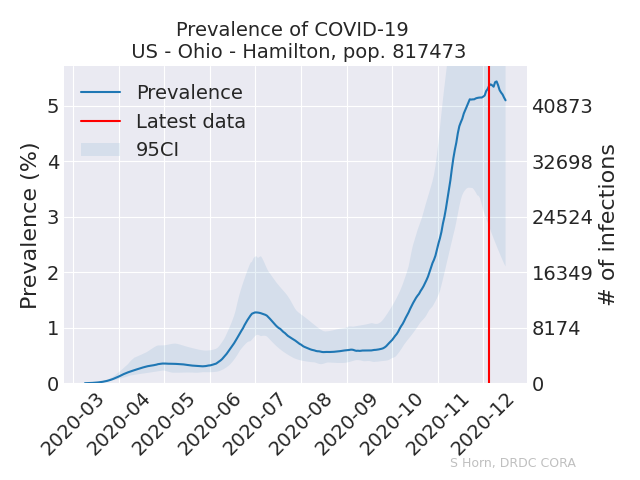 Prevalence of COVID-19
US - Ohio - Hamilton, pop. 817473
Prevalence
Latest data
95CI
Prevalence (%)
5
4
3
2
1
0
40873
32698
24524
16349
8174
0
# of infections
2020-03
2020-04
2020-05
2020-06
2020-07
2020-08
2020-09
2020-10
2020-11
2020-12
S Horn, DRDC CORA